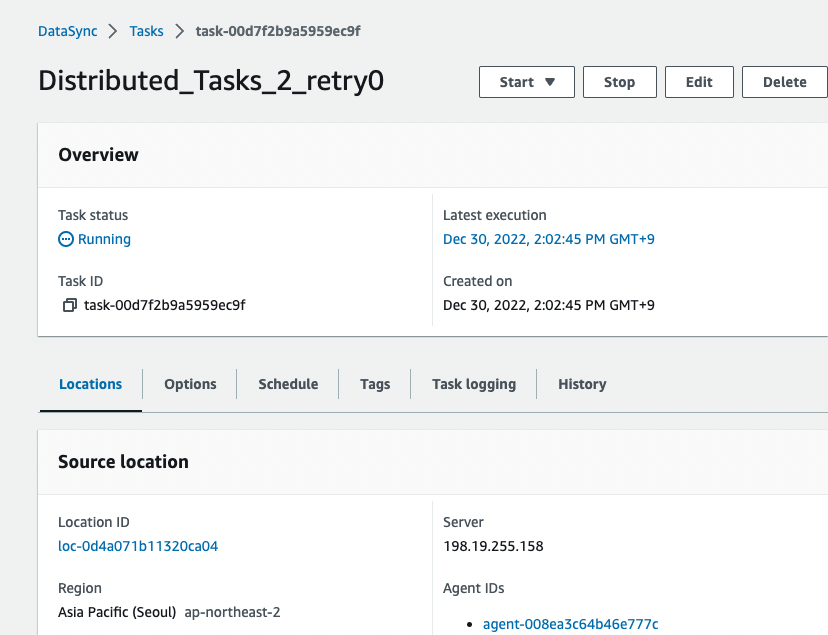 DataSync > Tasks > task-00d7f2b9a5959ec9f
Distributed_Tasks_2_retry0
Start Stop Edit Delete
Overview
Task status
Running
Task ID
task-00d7f2b9a5959ec9f
Latest execution
Dec 30, 2022, 2:02:45 PM GMT+9
Created on
Dec 30, 2022, 2:02:45 PM GMT+9
Locations Options Schedule Tags Task logging History
Source location
Location ID
loc-0d4a071b11320ca04
Region
Asia Pacific (Seoul) ap-northeast-2
Server
198.19.255.158
Agent IDs
agent-008ea3c64b46e777c